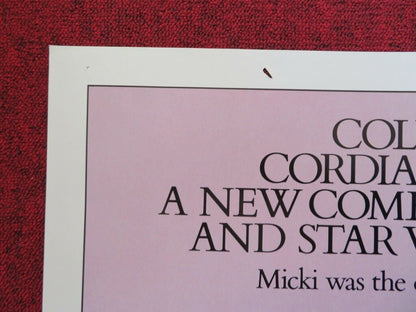 COL
CORDIA
A NEW COME
AND STAR
Micki was the